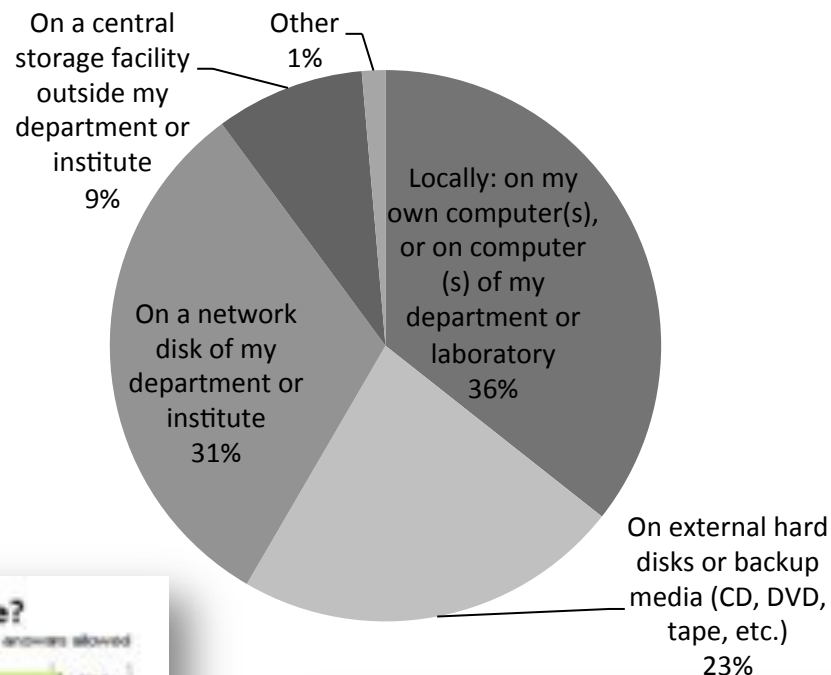 On a central
storage facility
outside my
department or
institute
9%
Other
1%
Locally: on my
own computer(s),
or on computer
(s) of my
department or
laboratory
36%
On a network
disk of my
department or
institute
31%
On external hard
disks or backup
media (CD, DVD,
tape, etc.)
23%
e?
answers allowed